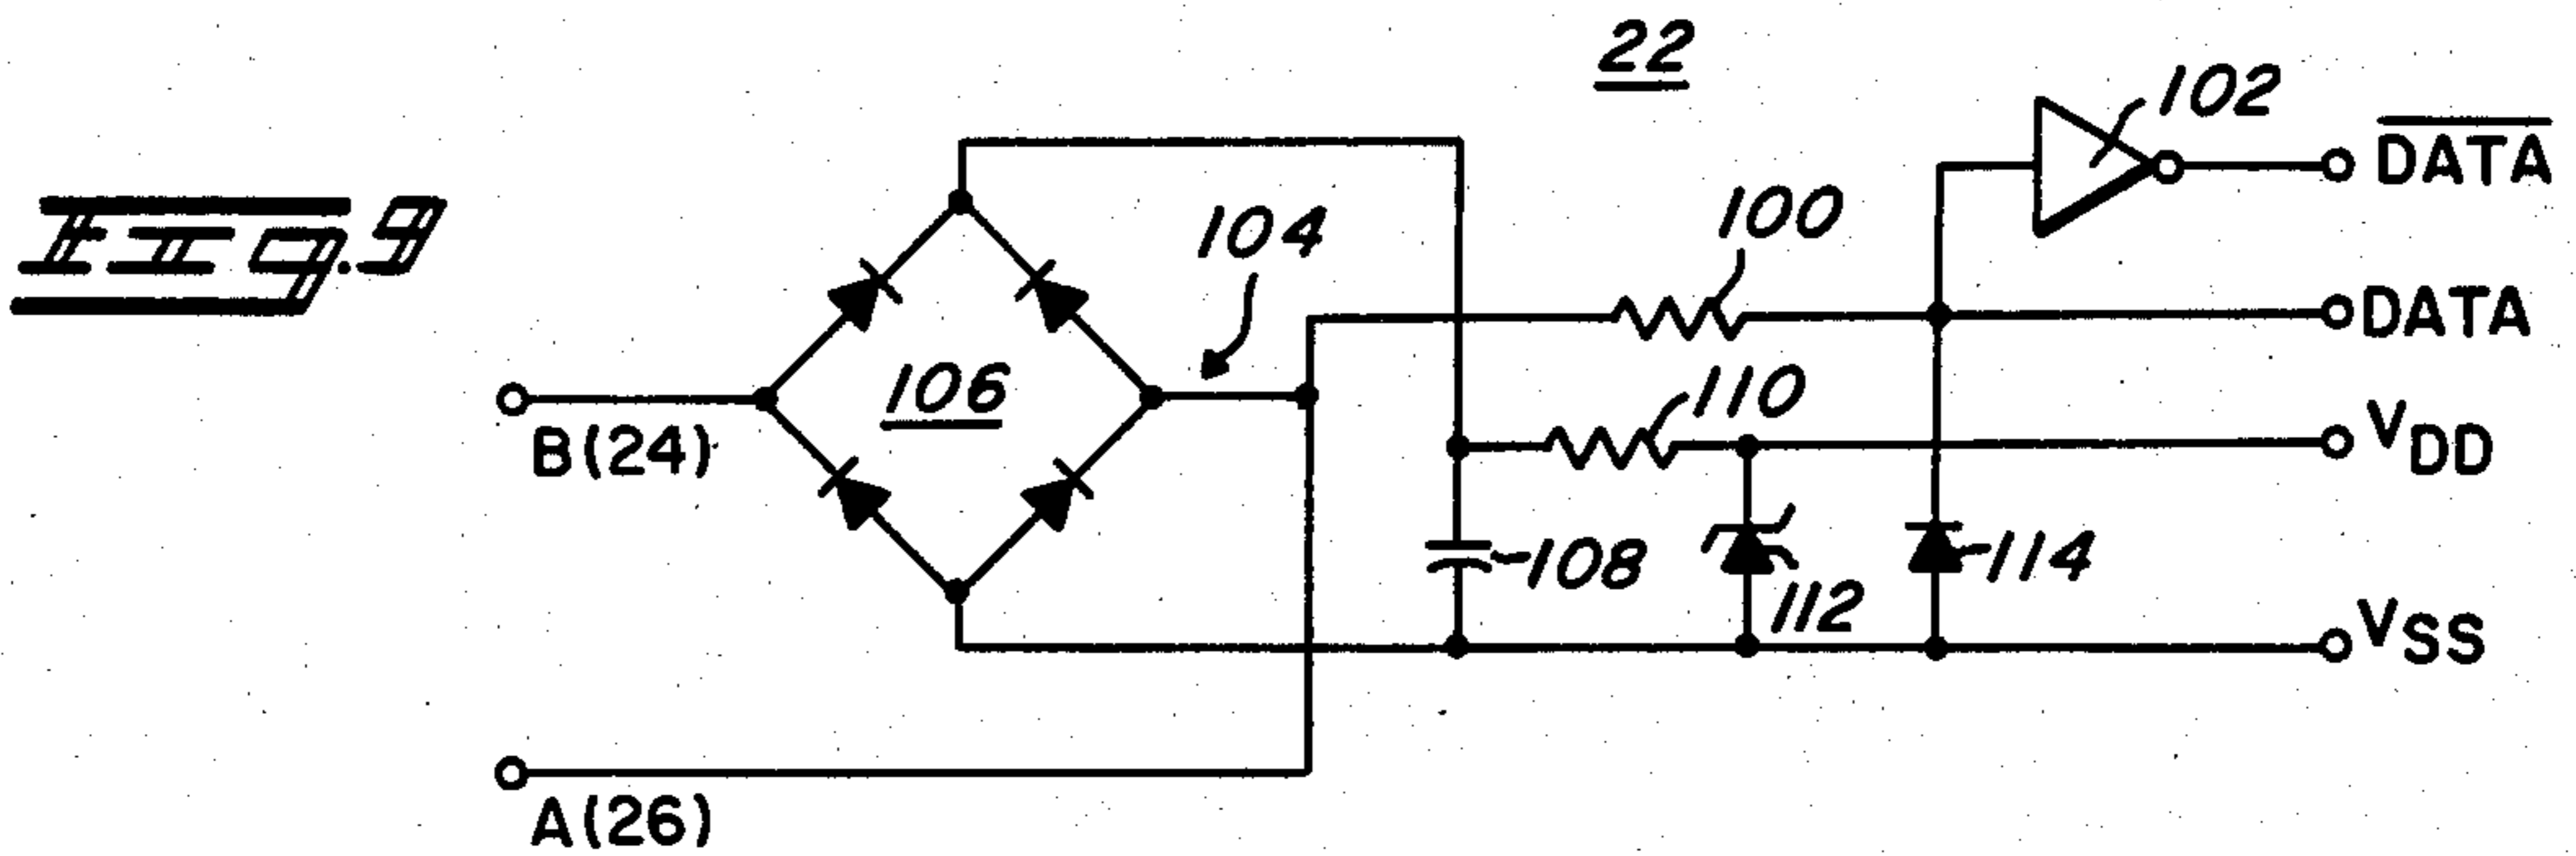 Fig. 9
22
102
DATA
100
104
DATA
106
110
VDD
B(24)
108
112
114
VSS
A(26)